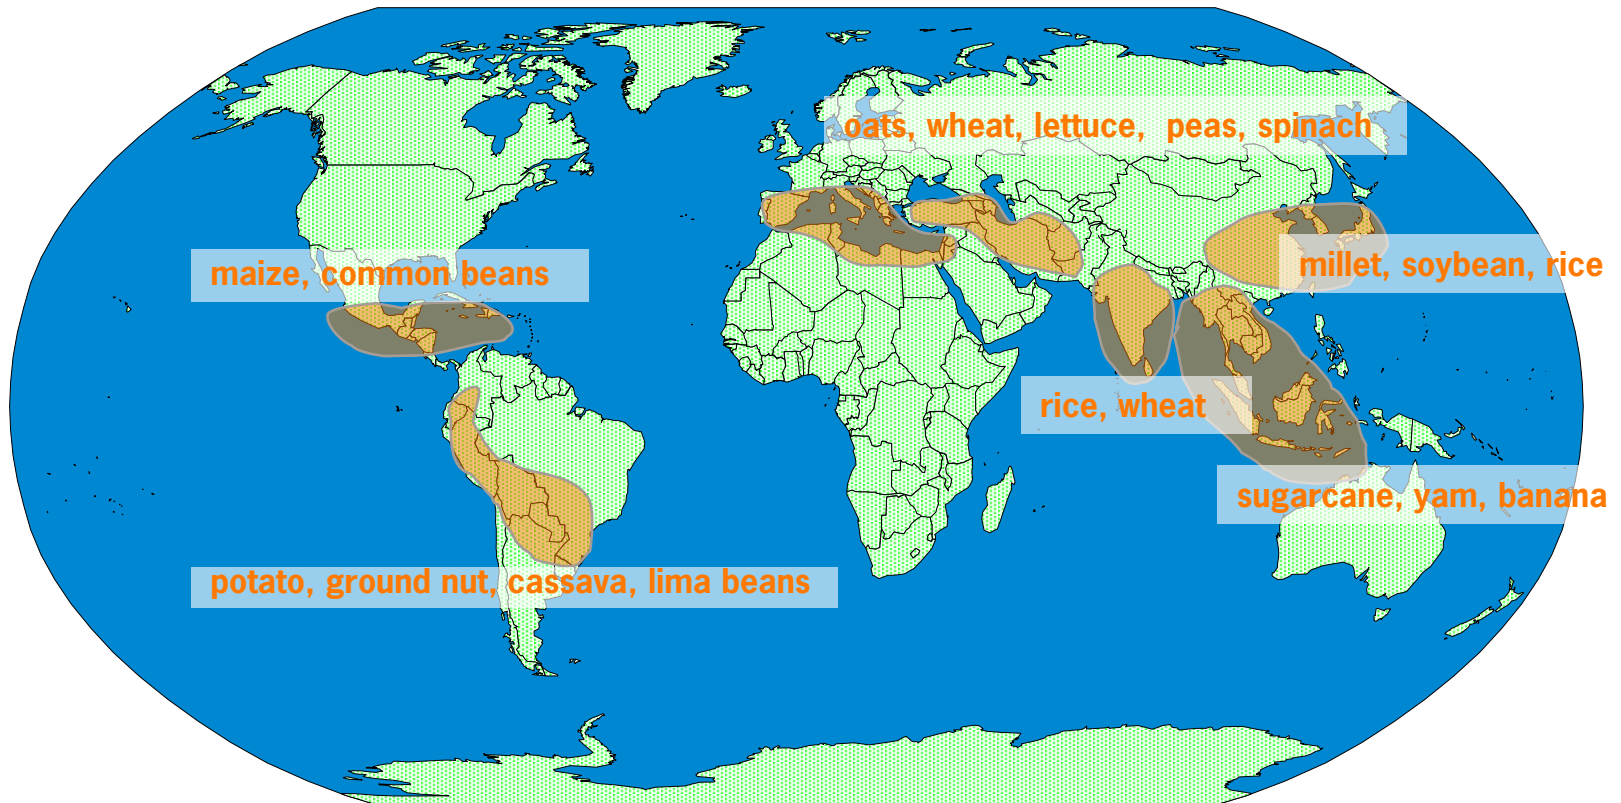 oats, wheat, lettuce,  peas, spinach
maize, common beans
millet, soybean, rice
rice, wheat
sugarcane, yam, banana
potato, ground nut, cassava, lima beans